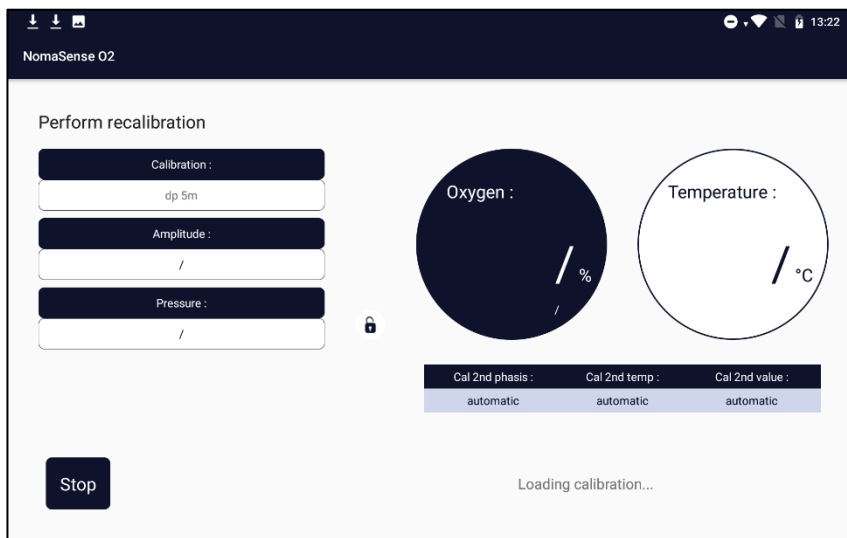 13:22
NomaSense O2
Perform recalibration
Calibration :
dp 5m
Amplitude :
/
Pressure :
/
Oxygen :
/ %
/
Temperature :
/ °C
Cal 2nd phasis : Cal 2nd temp : Cal 2nd value :
automatic automatic automatic
Stop
Loading calibration...